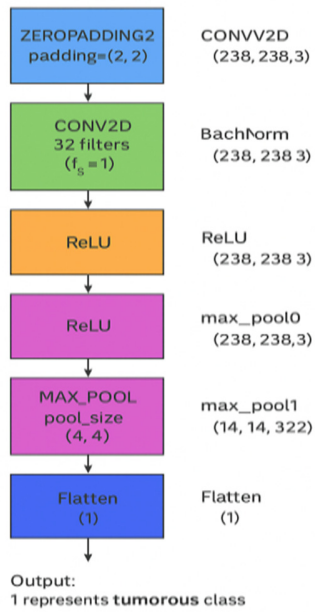 ZEROPADDING2
padding=(2, 2)
CONVV2D
(238, 238,3)
CONV2D
32 filters
(fs =1)
BachNorm
(238, 238 3)
ReLU
ReLU
(238, 238 3)
ReLU
max_pool0
(238, 238,3)
MAX_POOL
pool_size
(4, 4)
max_pool1
(14, 14, 322)
Flatten
(1)
Flatten
(1)
Output:
1 represents tumorous class